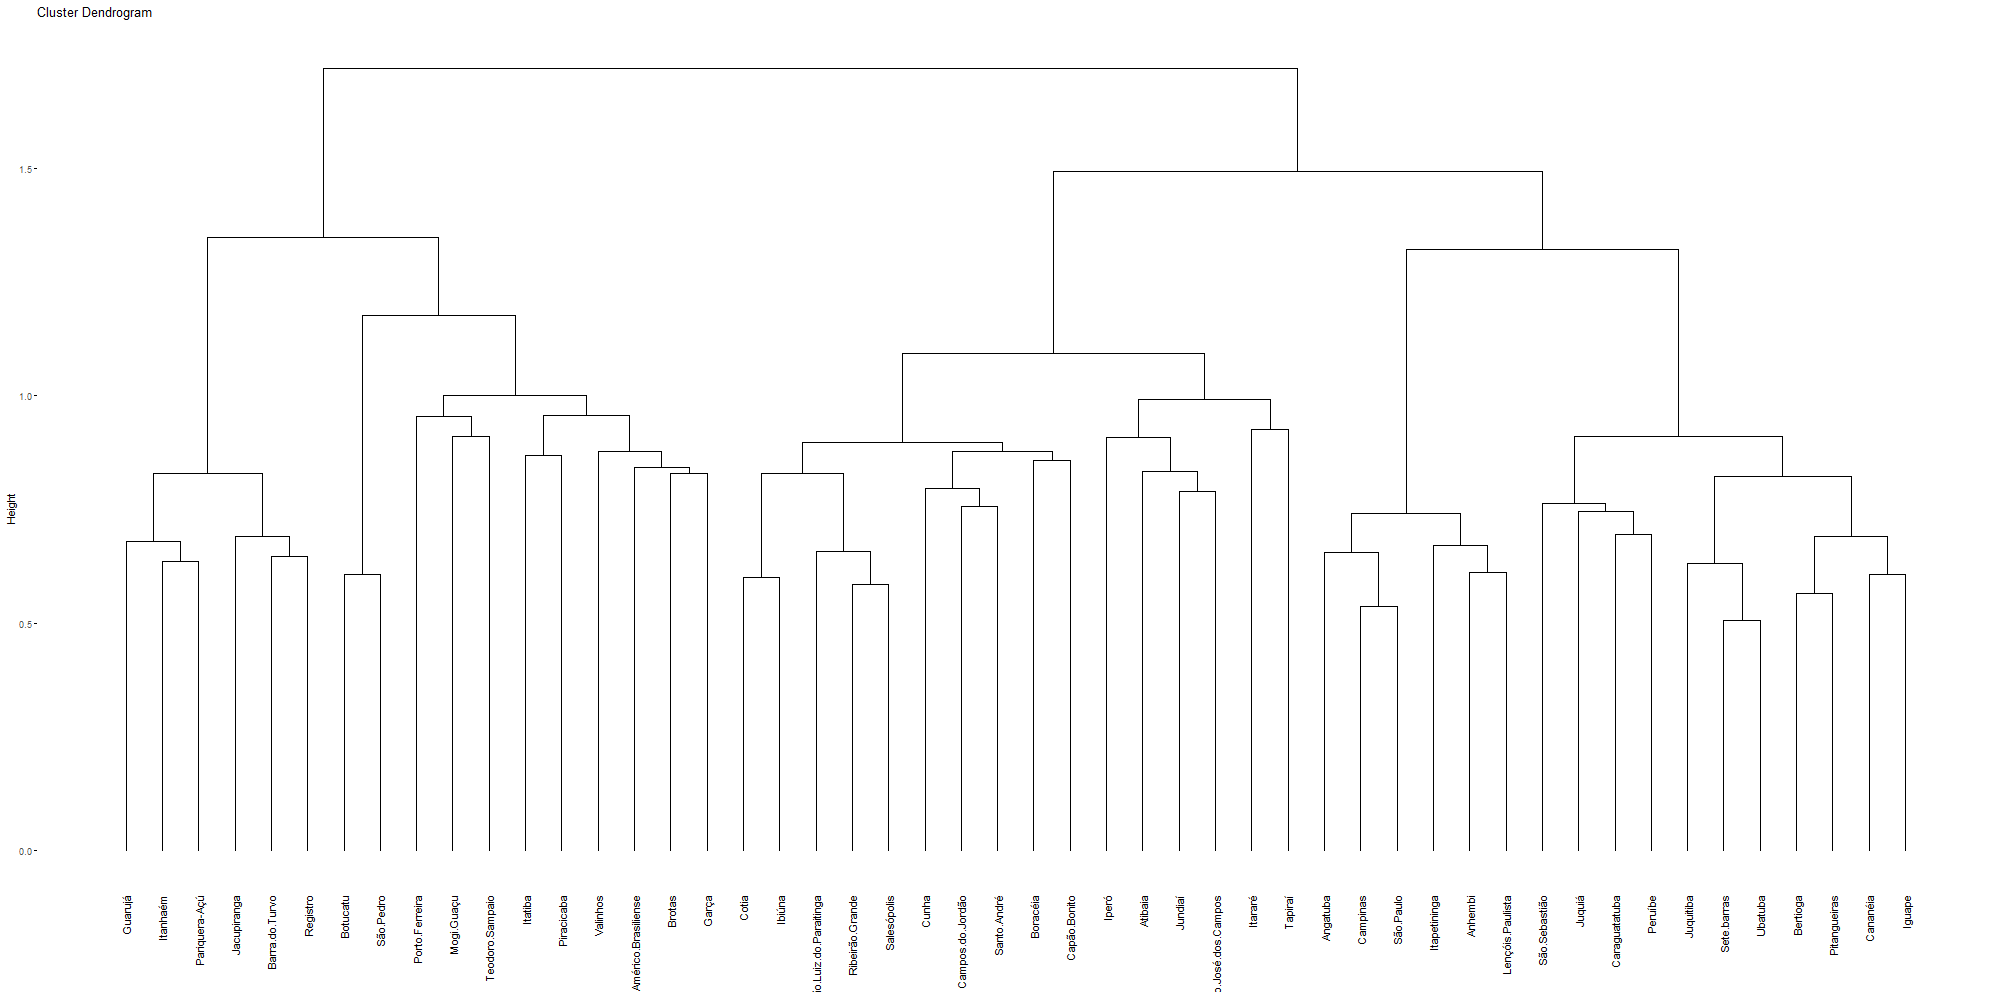 Cluster Dendrogram
Height
1.5
1.0
0.5
0.0
Guarujá
Itanhaém
Pariquera-Açú
Jacupiranga
Barra.do.Turvo
Registro
Botucatu
São.Pedro
Porto.Ferreira
Mogi.Guaçu
Teodoro.Sampaio
Itatiba
Piracicaba
Valinhos
Américo.Brasiliense
Brotas
Garça
Cotia
Ibiúna
io.Luiz.do.Paraitinga
Ribeirão.Grande
Salesópolis
Cunha
Campos.do.Jordão
Santo.André
Boracéia
Capão.Bonito
Iperó
Atibaia
Jundiaí
o.José.dos.Campos
Itararé
Tapiraí
Angatuba
Campinas
São.Paulo
Itapetininga
Anhembi
Lençóis.Paulista
São.Sebastião
Juquiá
Caraguatatuba
Peruíbe
Juquitiba
Sete.barras
Ubatuba
Bertioga
Pitangueiras
Cananéia
Iguape